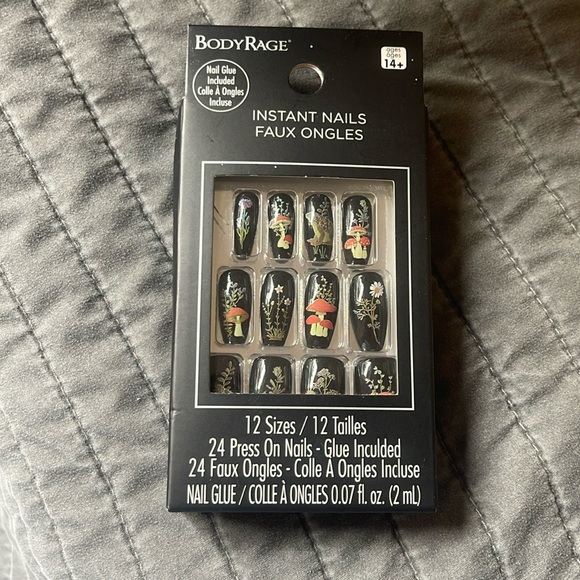 BODYRAGE®
ages
ages
14+
Nail Glue
Included
Colle À Ongles
Incluse
INSTANT NAILS
FAUX ONGLES
12 Sizes / 12 Tailles
24 Press On Nails - Glue Inculded
24 Faux Ongles - Colle À Ongles Incluse
NAIL GLUE / COLLE À ONGLES 0.07 fl. oz. (2 mL)